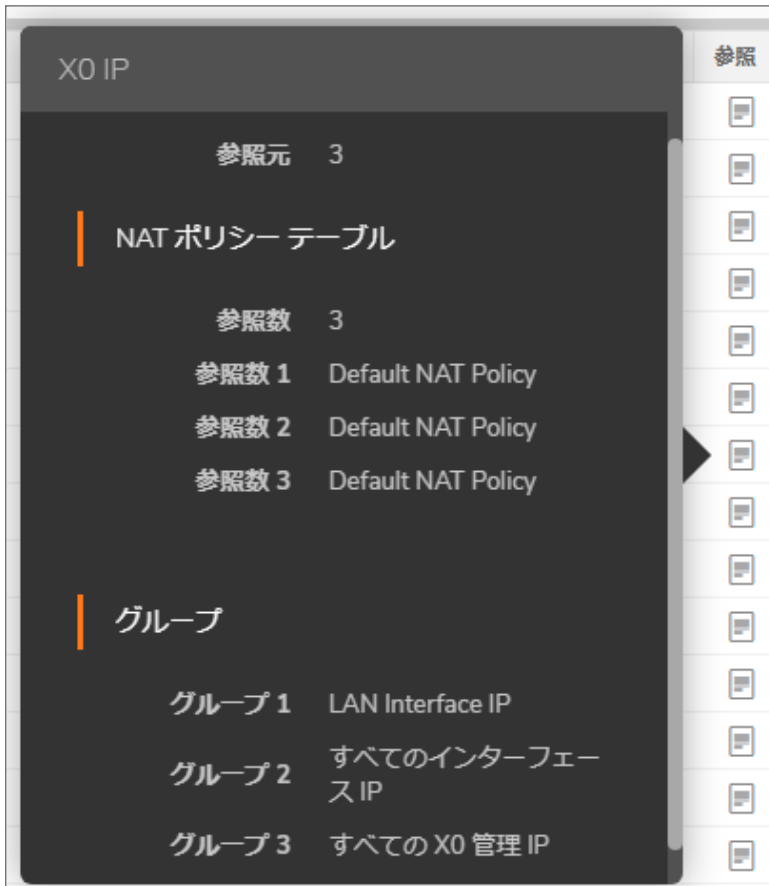 X0 IP
参照
参照元 3
NAT ポリシー テーブル
参照数 3
参照数 1 Default NAT Policy
参照数 2 Default NAT Policy
参照数 3 Default NAT Policy
グループ
グループ 1 LAN Interface IP
グループ 2 すべてのインターフェー
ス IP
グループ 3 すべての X0 管理 IP